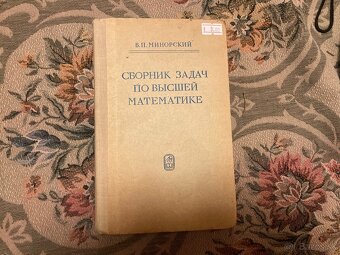 В.П. МИНОРСКИЙ
СБОРНИК ЗАДАЧ
ПО ВЫСШЕЙ
МАТЕМАТИКЕ